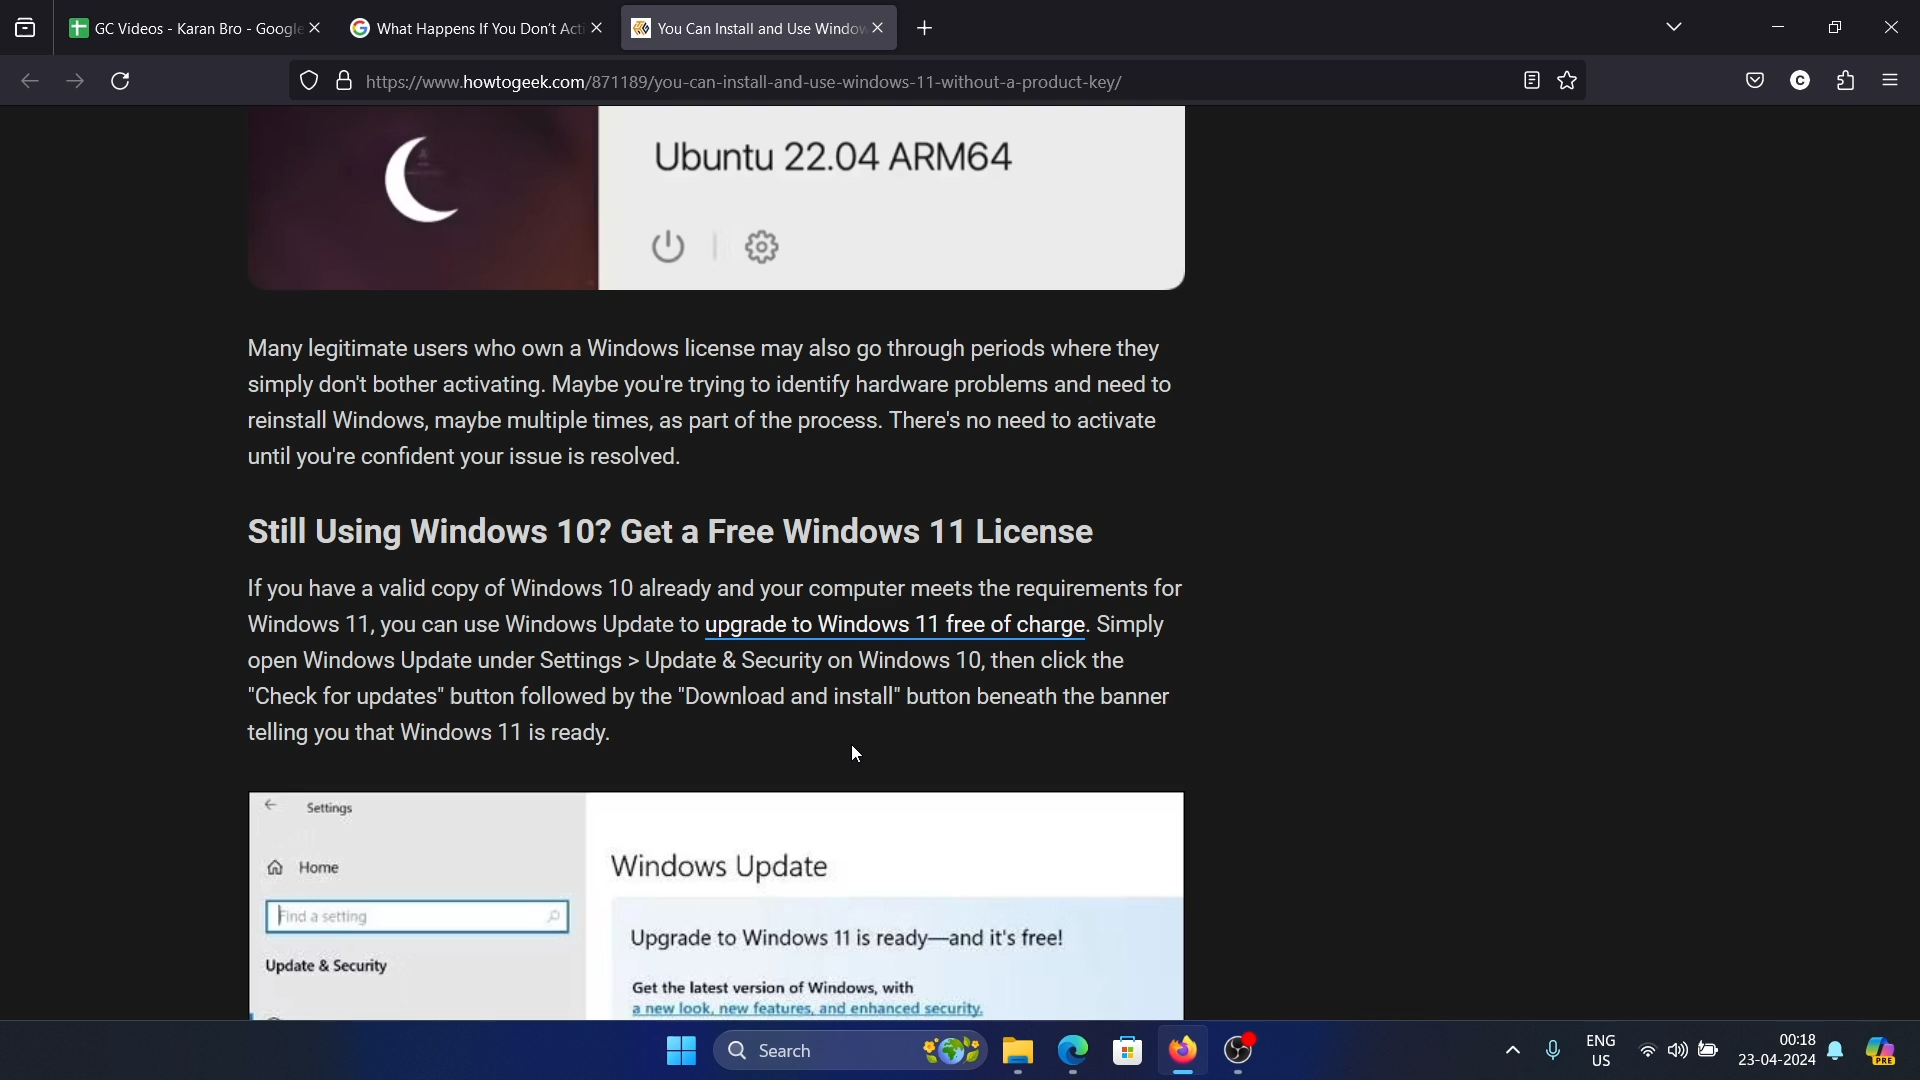 GC Videos - Karan Bro - Google
What Happens If You Don't Acti
You Can Install and Use Window
https://www.howtogeek.com/871189/you-can-install-and-use-windows-11-without-a-product-key/
C
Ubuntu 22.04 ARM64
Many legitimate users who own a Windows license may also go through periods where they
simply don't bother activating. Maybe you're trying to identify hardware problems and need to
reinstall Windows, maybe multiple times, as part of the process. There's no need to activate
until you're confident your issue is resolved.
Still Using Windows 10? Get a Free Windows 11 License
If you have a valid copy of Windows 10 already and your computer meets the requirements for
Windows 11, you can use Windows Update to upgrade to Windows 11 free of charge. Simply
open Windows Update under Settings > Update & Security on Windows 10, then click the
"Check for updates" button followed by the "Download and install" button beneath the banner
telling you that Windows 11 is ready.
Settings
Home
Find a setting
Update & Security
Windows Update
Upgrade to Windows 11 is ready—and it's free!
Get the latest version of Windows, with
a new look, new features, and enhanced security.
Search
ENG
US
00:18
23-04-2024
PRE